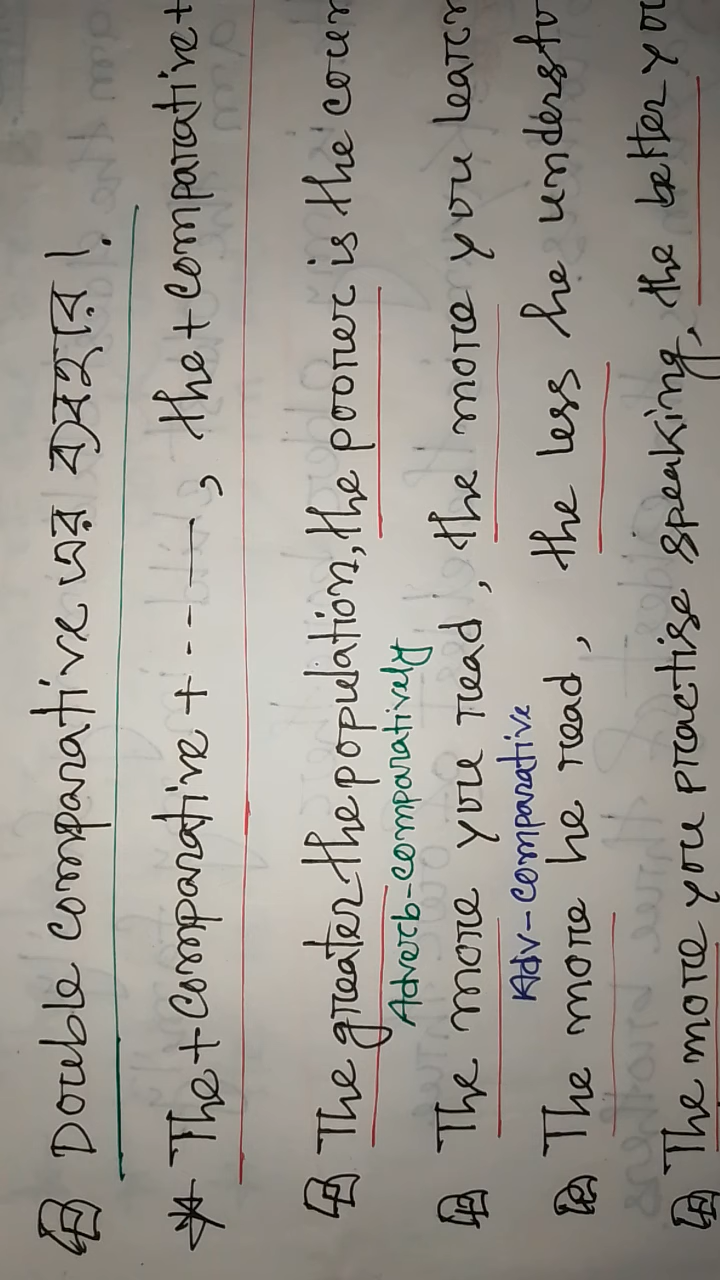 Double comparative এর ব্যবহার।.
The + Comparative + ----, the + Comparative +
The greater the population, the poorer is the coun
Adverb-comparatively
The more you read, the more you learn
Adv-Comparative
The more he read, the less he understo
The more you practise speaking, the better yo